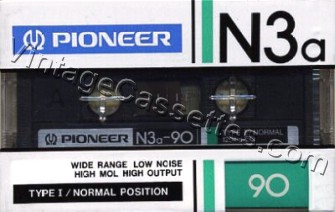 PIONEER
N3a
PIONEER N3a-90 TYPE I / NORMAL
WIDE RANGE LOW NOISE
HIGH MOL HIGH OUTPUT
TYPE I / NORMAL POSITION
90
VintageCassettes.com